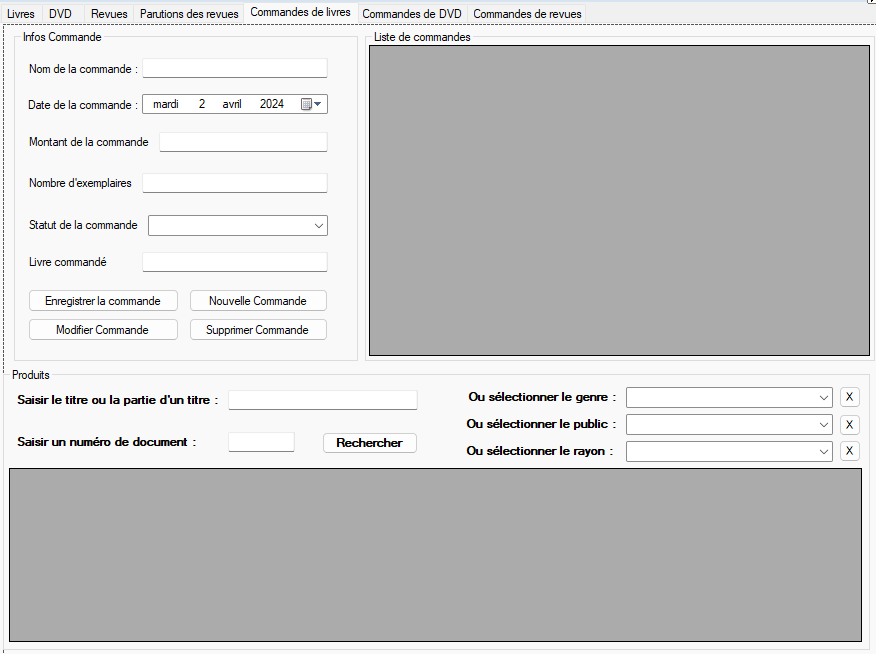 Livres DVD Revues Parutions des revues Commandes de livres Commandes de DVD Commandes de revues
Infos Commande
Nom de la commande :
Date de la commande : mardi 2 avril 2024
Montant de la commande
Nombre d'exemplaires
Statut de la commande
Livre commandé
Enregistrer la commande Nouvelle Commande
Modifier Commande Supprimer Commande
Liste de commandes
Produits
Saisir le titre ou la partie d'un titre :
Saisir un numéro de document : Rechercher
Ou sélectionner le genre : X
Ou sélectionner le public : X
Ou sélectionner le rayon : X